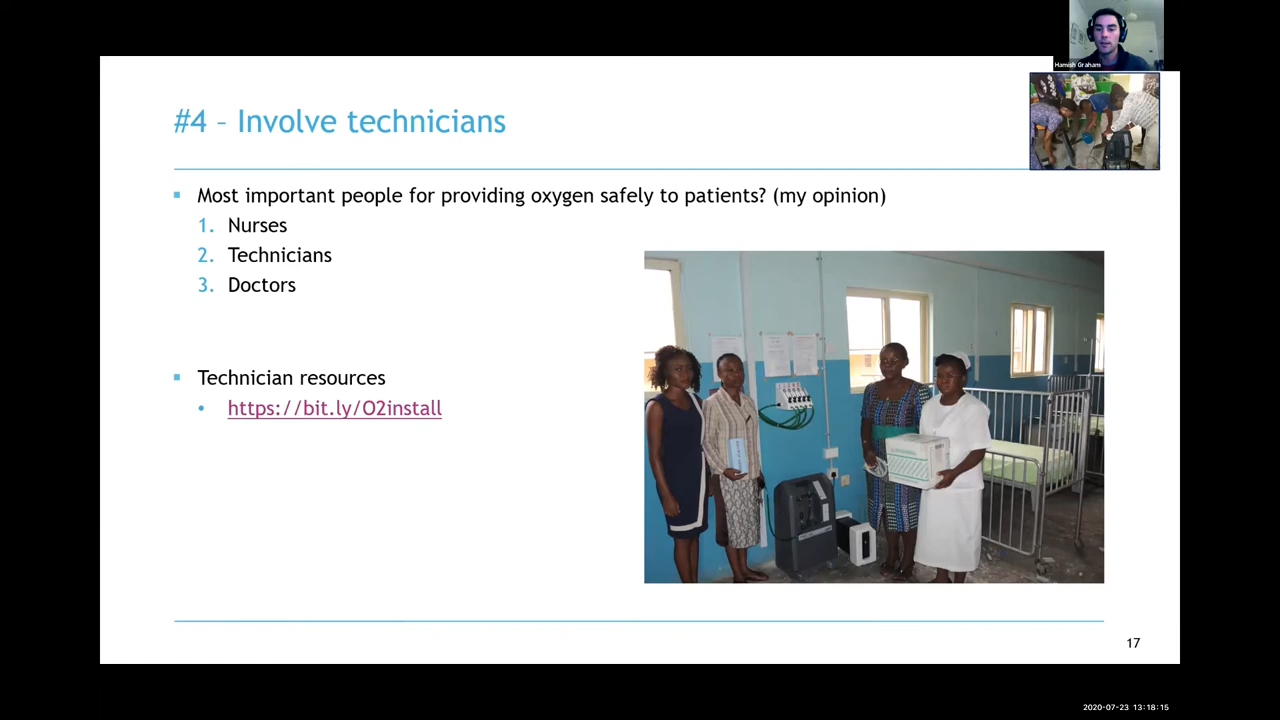 Hamish Graham
#4 – Involve technicians
▪ Most important people for providing oxygen safely to patients? (my opinion)
1. Nurses
2. Technicians
3. Doctors
▪ Technician resources
• https://bit.ly/O2install
17
2020-07-23 13:18:15